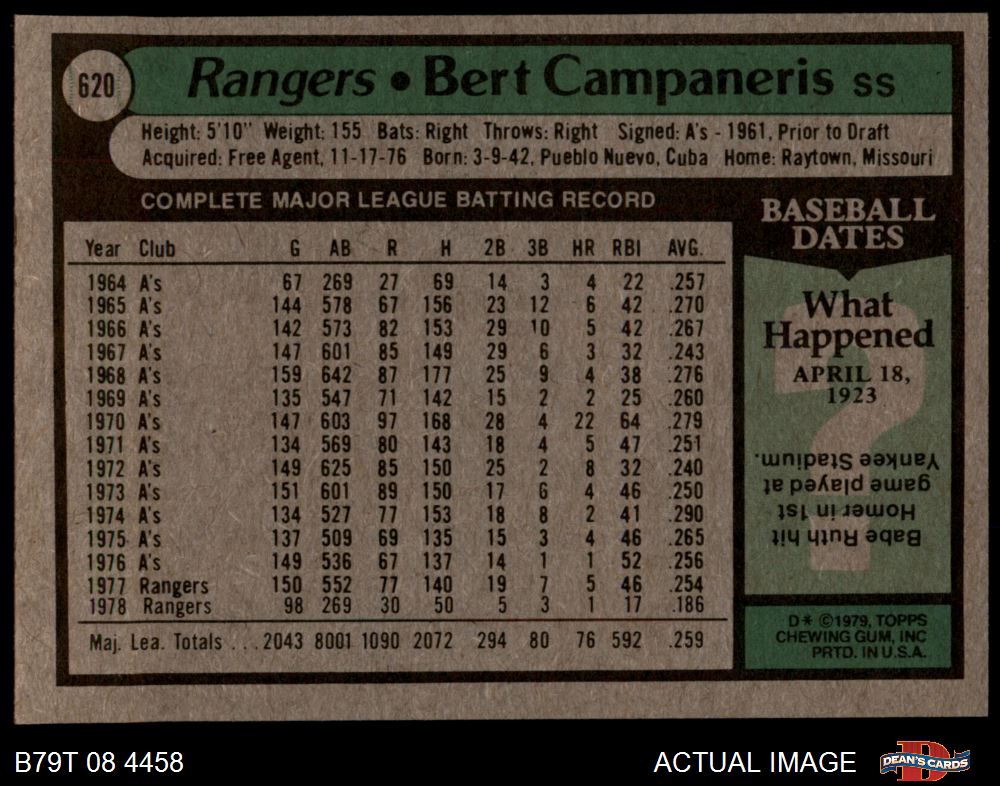 620
Rangers • Bert Campaneris SS
Height: 5'10" Weight: 155 Bats: Right Throws: Right Signed: A's - 1961, Prior to Draft
Acquired: Free Agent, 11-17-76 Born: 3-9-42, Pueblo Nuevo, Cuba Home: Raytown, Missouri
COMPLETE MAJOR LEAGUE BATTING RECORD
Year Club G AB R H 2B 3B HR RBI AVG.
1964 A's 67 269 27 69 14 3 4 22 .257
1965 A's 144 578 67 156 23 12 6 42 .270
1966 A's 142 573 82 153 29 10 5 42 .267
1967 A's 147 601 85 149 29 6 3 32 .243
1968 A's 159 642 87 177 25 9 4 38 .276
1969 A's 135 547 71 142 15 2 2 25 .260
1970 A's 147 603 97 168 28 4 22 64 .279
1971 A's 134 569 80 143 18 4 5 47 .251
1972 A's 149 625 85 150 25 2 8 32 .240
1973 A's 151 601 89 150 17 6 4 46 .250
1974 A's 134 527 77 153 18 8 2 41 .290
1975 A's 137 509 69 135 15 3 4 46 .265
1976 A's 149 536 67 137 14 1 1 52 .256
1977 Rangers 150 552 77 140 19 7 5 46 .254
1978 Rangers 98 269 30 50 5 3 1 17 .186
Maj. Lea. Totals . . . 2043 8001 1090 2072 294 80 76 592 .259
BASEBALL
DATES
What
Happened
APRIL 18,
1923
?
Babe Ruth hit
Homer in 1st
game played at
Yankee Stadium.
D* ©1979, TOPPS
CHEWING GUM, INC
PRTD. IN U.S.A.
B79T 08 4458
ACTUAL IMAGE
D
DEAN'S CARDS